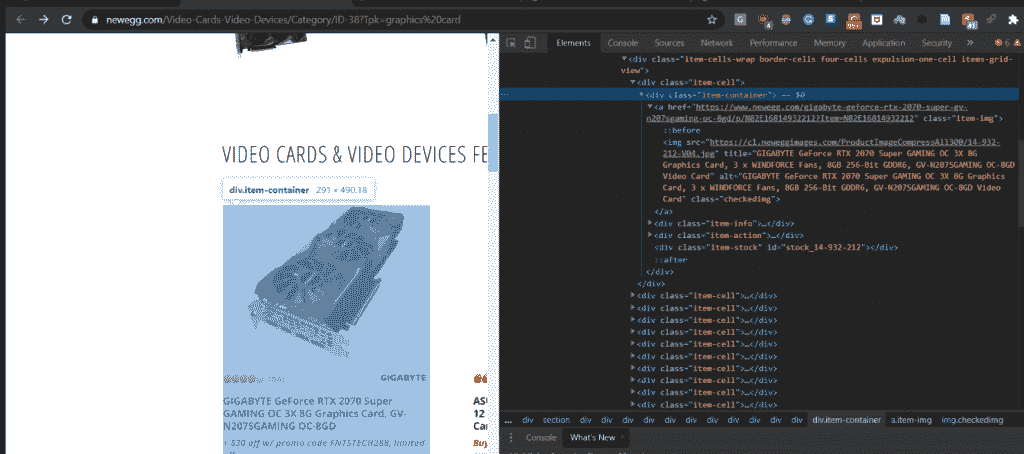 newegg.com/Video-Cards-Video-Devices/Category/ID-38?Tpk=graphics%20card
VIDEO CARDS & VIDEO DEVICES FE
div.item-container 291 × 490.18
GIGABYTE
GIGABYTE GeForce RTX 2070 Super
GAMING OC 3X 8G Graphics Card, GV-
N207SGAMING OC-8GD
+ $30 off w/ promo code FNTSTECH288, limited
AS
12
Ca
Buy
Elements Console Sources Network Performance Memory Application Security » 6
<div class="item-cells-wrap border-cells four-cells expulsion-one-cell items-grid-
view">
<div class="item-cell">
<div class="item-container"> == $0
<a href="https://www.newegg.com/gigabyte-geforce-rtx-2070-super-gv-
n207sgaming-oc-8gd/p/N82E16814932212?Item=N82E16814932212" class="item-img">
::before
<img src="https://c1.neweggimages.com/ProductImageCompressAll300/14-932-
212-V04.jpg" title="GIGABYTE GeForce RTX 2070 Super GAMING OC 3X 8G
Graphics Card, 3 x WINDFORCE Fans, 8GB 256-Bit GDDR6, GV-N207SGAMING OC-8GD
Video Card" alt="GIGABYTE GeForce RTX 2070 Super GAMING OC 3X 8G Graphics
Card, 3 x WINDFORCE Fans, 8GB 256-Bit GDDR6, GV-N207SGAMING OC-8GD Video
Card" class="checkedimg">
</a>
<div class="item-info">…</div>
<div class="item-action">…</div>
<div class="item-stock" id="stock_14-932-212"></div>
::after
</div>
</div>
<div class="item-cell">…</div>
<div class="item-cell">…</div>
<div class="item-cell">…</div>
<div class="item-cell">…</div>
<div class="item-cell">…</div>
<div class="item-cell">…</div>
<div class="item-cell">…</div>
<div class="item-cell">…</div>
<div class="item-cell">…</div>
<div class="item-cell">…</div>
... div section div div div div div div div div div div.item-container a.item-img img.checkedimg
Console What's New